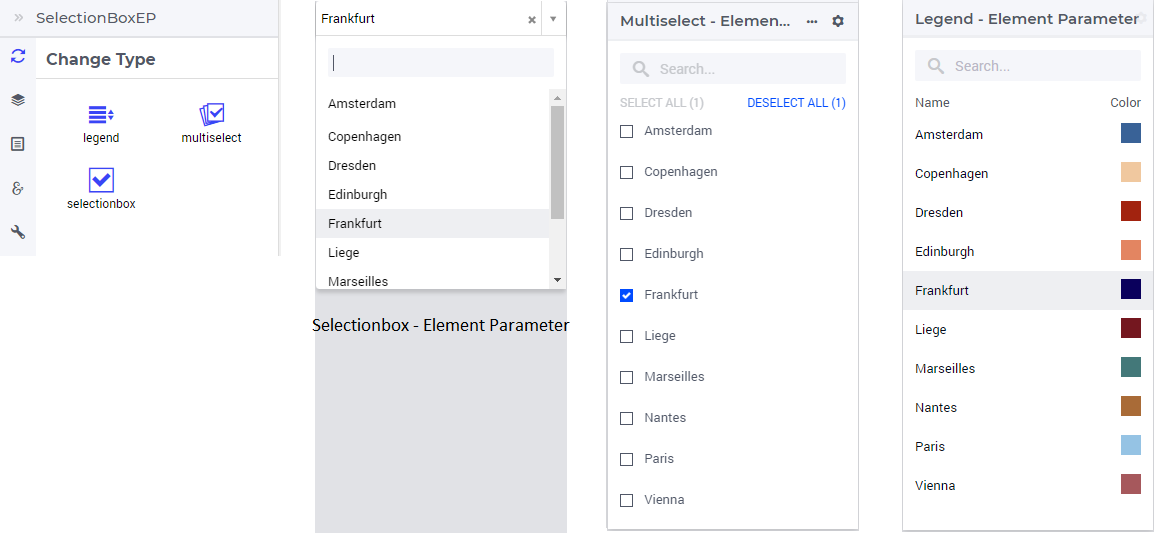 » SelectionBoxEP
Change Type
legend
multiselect
selectionbox
Frankfurt
Amsterdam
Copenhagen
Dresden
Edinburgh
Frankfurt
Liege
Marseilles
Selectionbox - Element Parameter
Multiselect - Elemen...
Search...
SELECT ALL (1) DESELECT ALL (1)
Amsterdam
Copenhagen
Dresden
Edinburgh
Frankfurt
Liege
Marseilles
Nantes
Paris
Vienna
Legend - Element Parameter
Search...
Name Color
Amsterdam
Copenhagen
Dresden
Edinburgh
Frankfurt
Liege
Marseilles
Nantes
Paris
Vienna